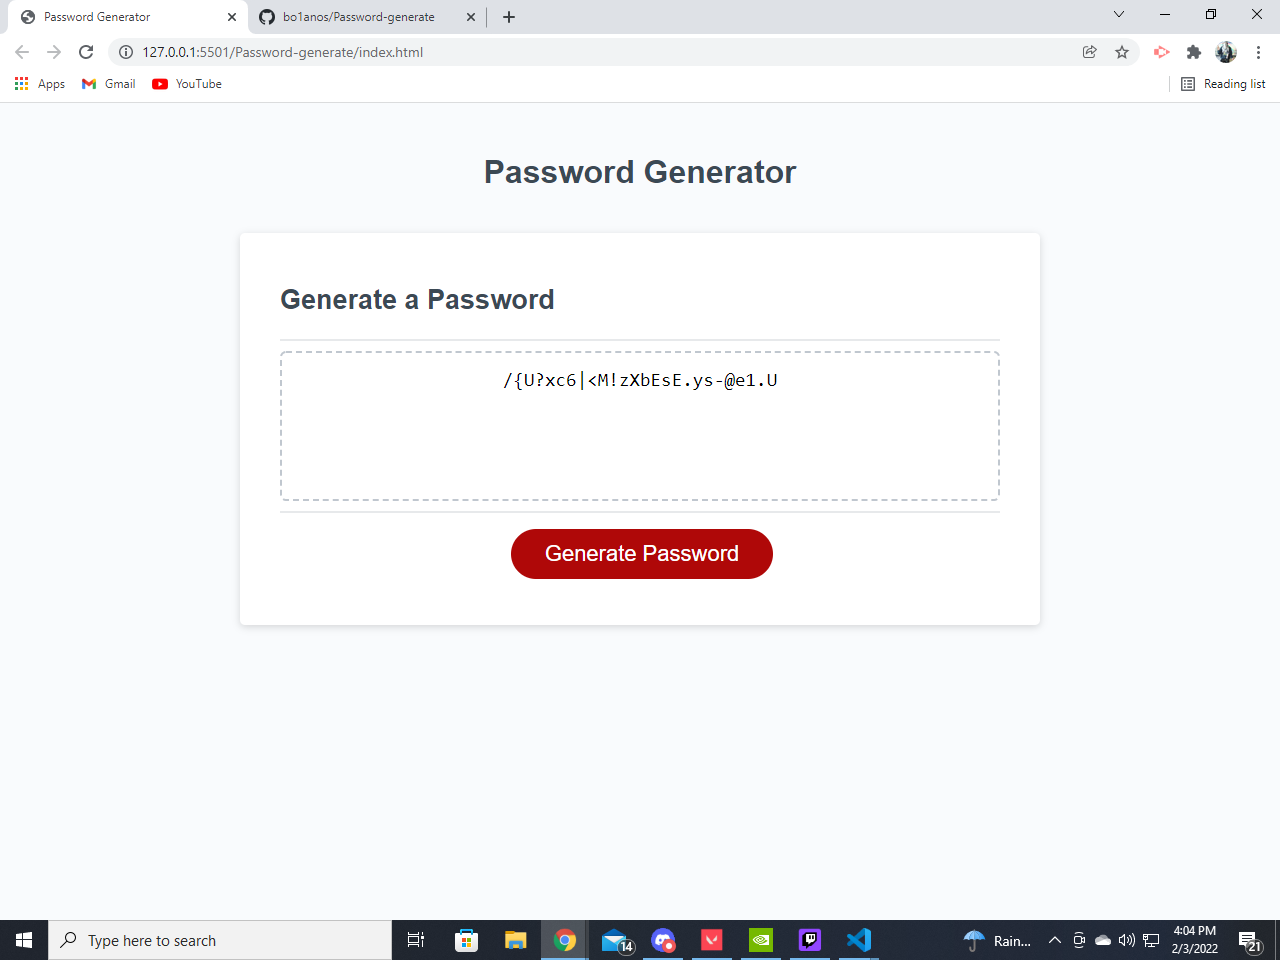 Password Generator
bo1anos/Password-generate
127.0.0.1:5501/Password-generate/index.html
Apps
Gmail
YouTube
Reading list
Password Generator
Generate a Password
/{U?xc6|<M!zXbEsE.ys-@e1.U
Generate Password
Type here to search
14
Rain...
4:04 PM
2/3/2022
21